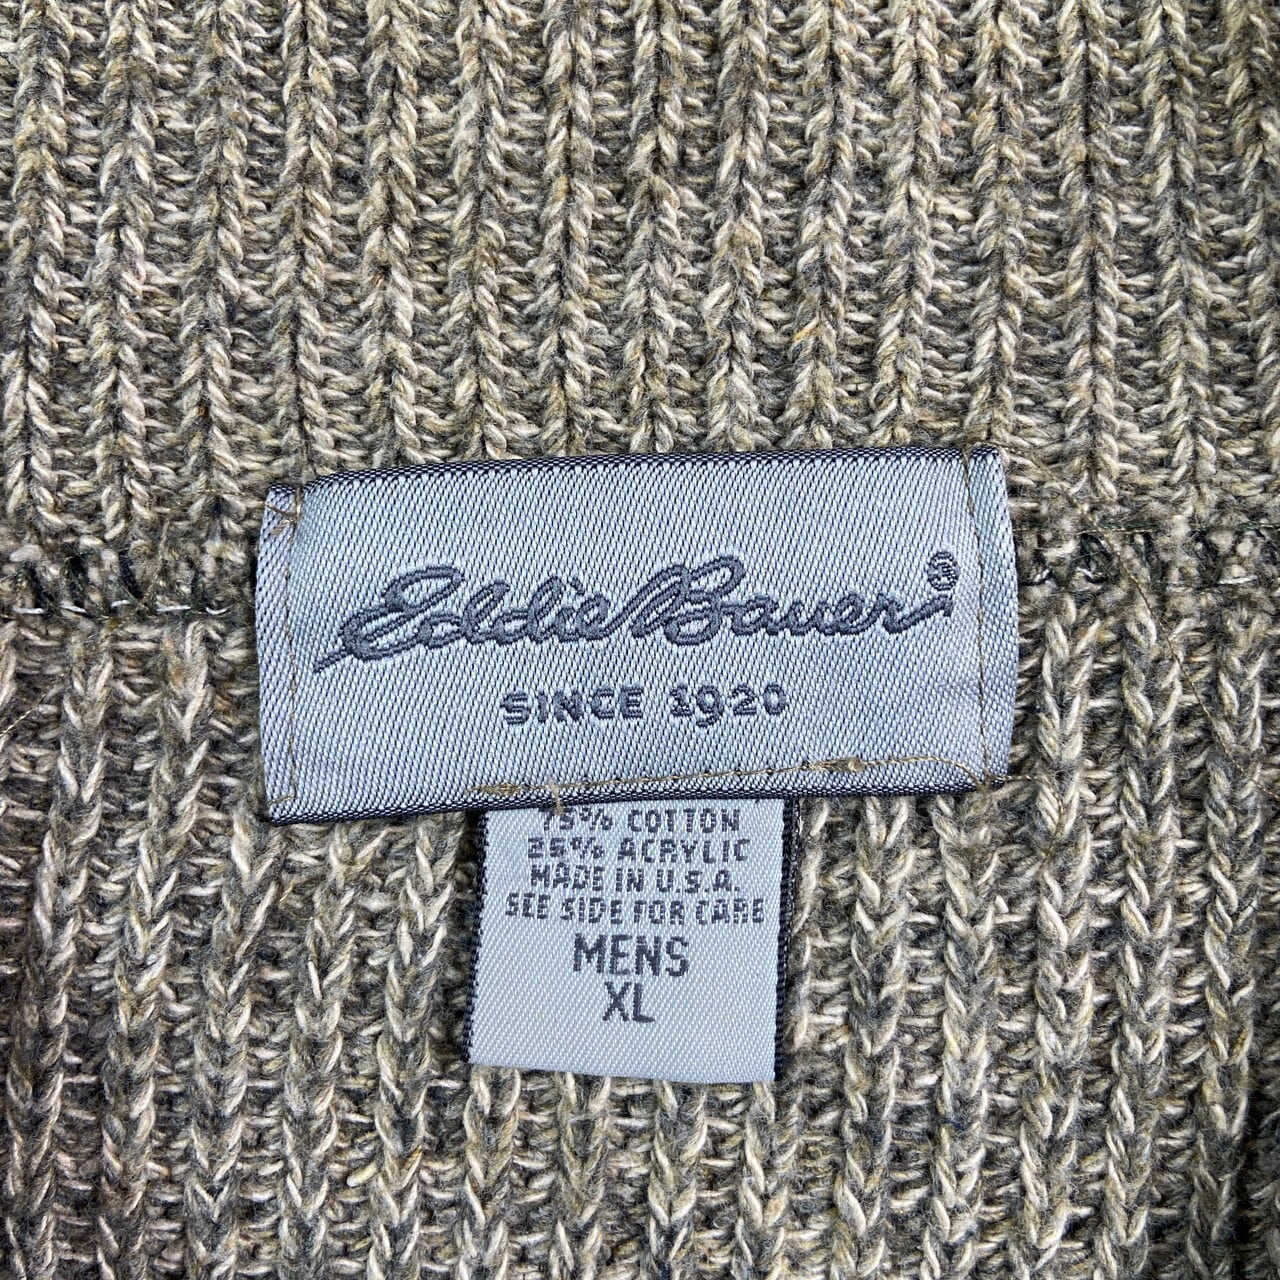 Eddie Bauer®
SINCE 1920
75% COTTON
25% ACRYLIC
MADE IN U.S.A.
SEE SIDE FOR CARE
MENS
XL